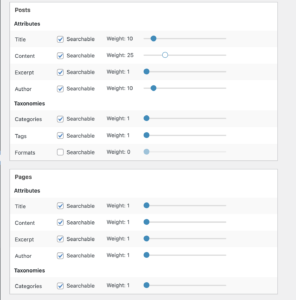 Posts
Attributes
Title Searchable Weight: 10
Content Searchable Weight: 25
Excerpt Searchable Weight: 1
Author Searchable Weight: 10
Taxonomies
Categories Searchable Weight: 1
Tags Searchable Weight: 1
Formats Searchable Weight: 0
Pages
Attributes
Title Searchable Weight: 1
Content Searchable Weight: 1
Excerpt Searchable Weight: 1
Author Searchable Weight: 1
Taxonomies
Categories Searchable Weight: 1